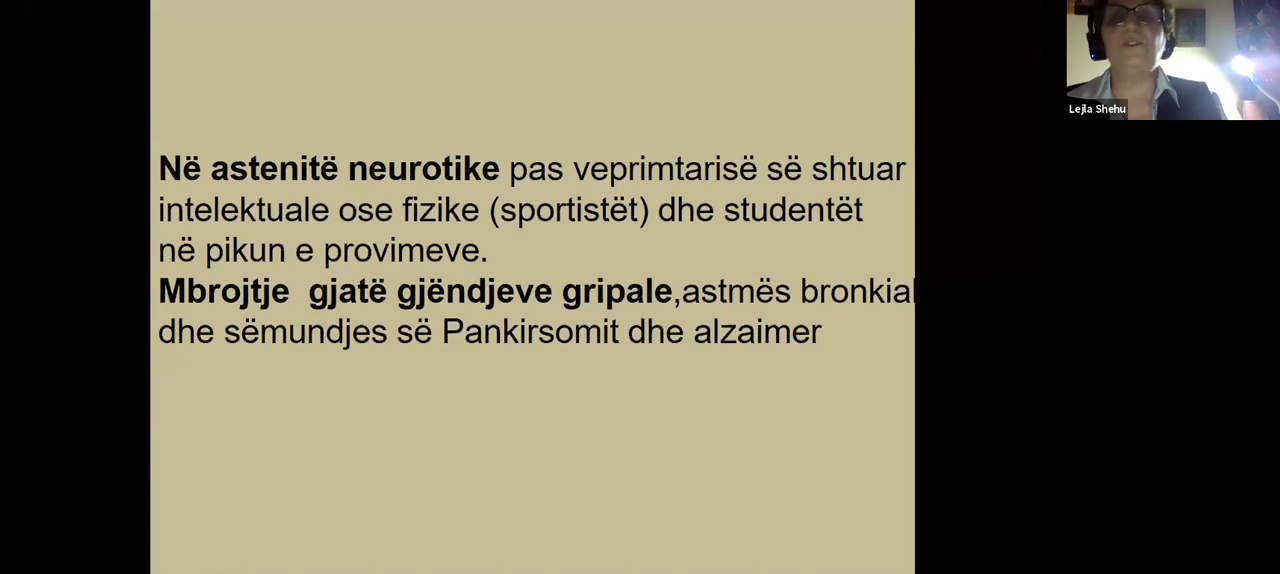 Në astenitë neurotike pas veprimtarisë së shtuar
intelektuale ose fizike (sportistët) dhe studentët
në pikun e provimeve.
Mbrojtje  gjatë gjëndjeve gripale,astmës bronkial
dhe sëmundjes së Pankirsomit dhe alzaimer
Lejla Shehu